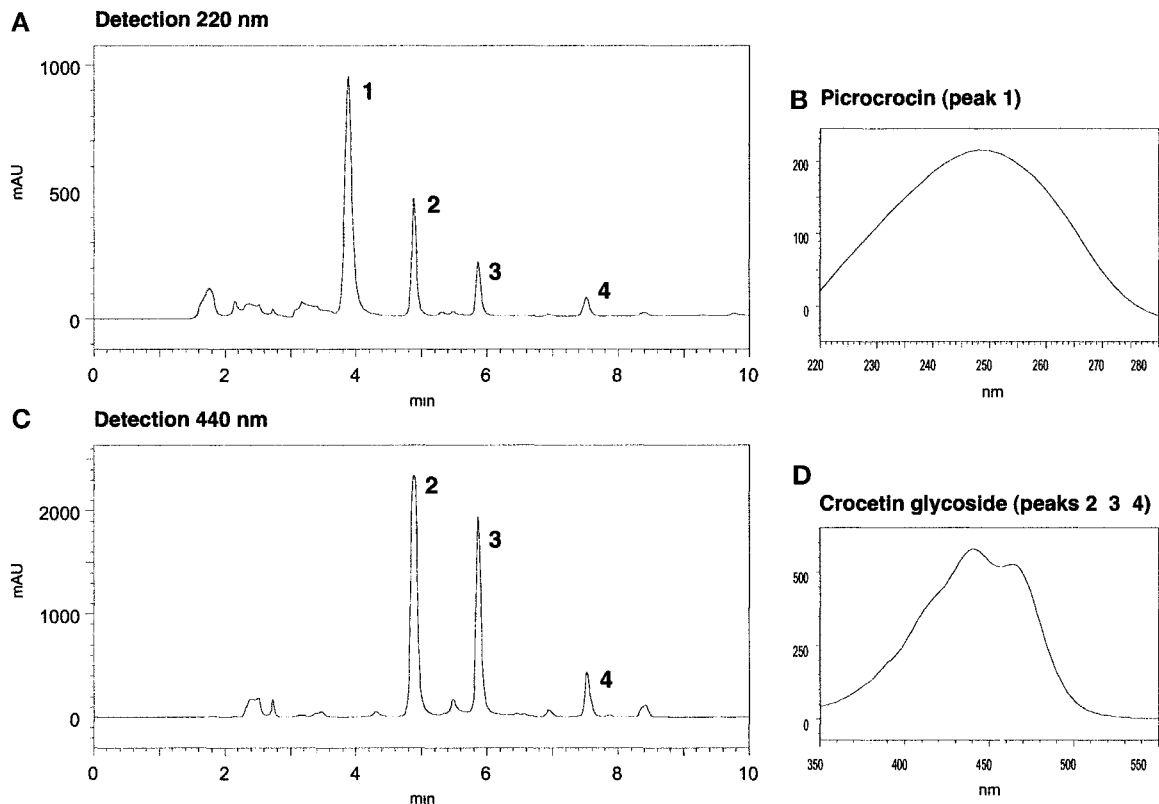 A
Detection 220 nm
1000
500
0
mAU
1
2
3
4
0 2 4 6 8 10
min
B
Picrocrocin (peak 1)
200
100
0
220 230 240 250 260 270 280
nm
C
Detection 440 nm
2000
1000
0
mAU
2
3
4
0 2 4 6 8 10
min
D
Crocetin glycoside (peaks 2 3 4)
500
250
0
350 400 450 500 550
nm